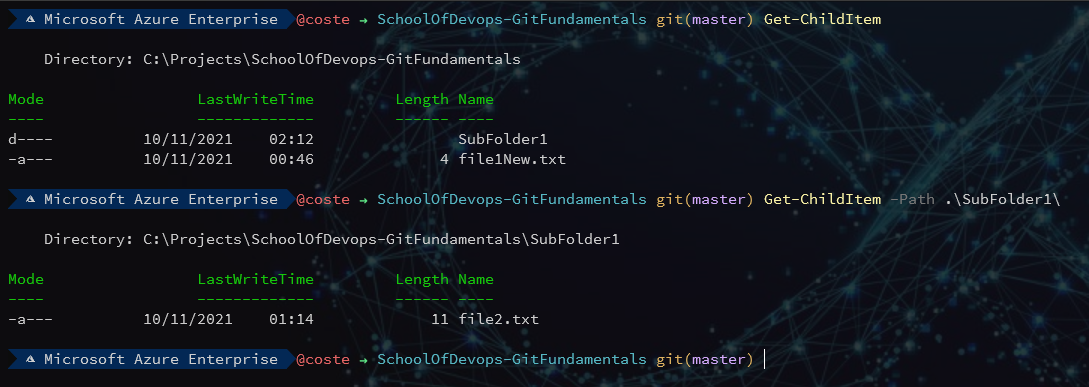 Microsoft Azure Enterprise @coste → SchoolOfDevops-GitFundamentals git(master) Get-ChildItem
Directory: C:\Projects\SchoolOfDevops-GitFundamentals
Mode LastWriteTime Length Name
---- ------------- ------ ----
d---- 10/11/2021 02:12 SubFolder1
-a--- 10/11/2021 00:46 4 file1New.txt
Microsoft Azure Enterprise @coste → SchoolOfDevops-GitFundamentals git(master) Get-ChildItem -Path .\SubFolder1\
Directory: C:\Projects\SchoolOfDevops-GitFundamentals\SubFolder1
Mode LastWriteTime Length Name
---- ------------- ------ ----
-a--- 10/11/2021 01:14 11 file2.txt
Microsoft Azure Enterprise @coste → SchoolOfDevops-GitFundamentals git(master)